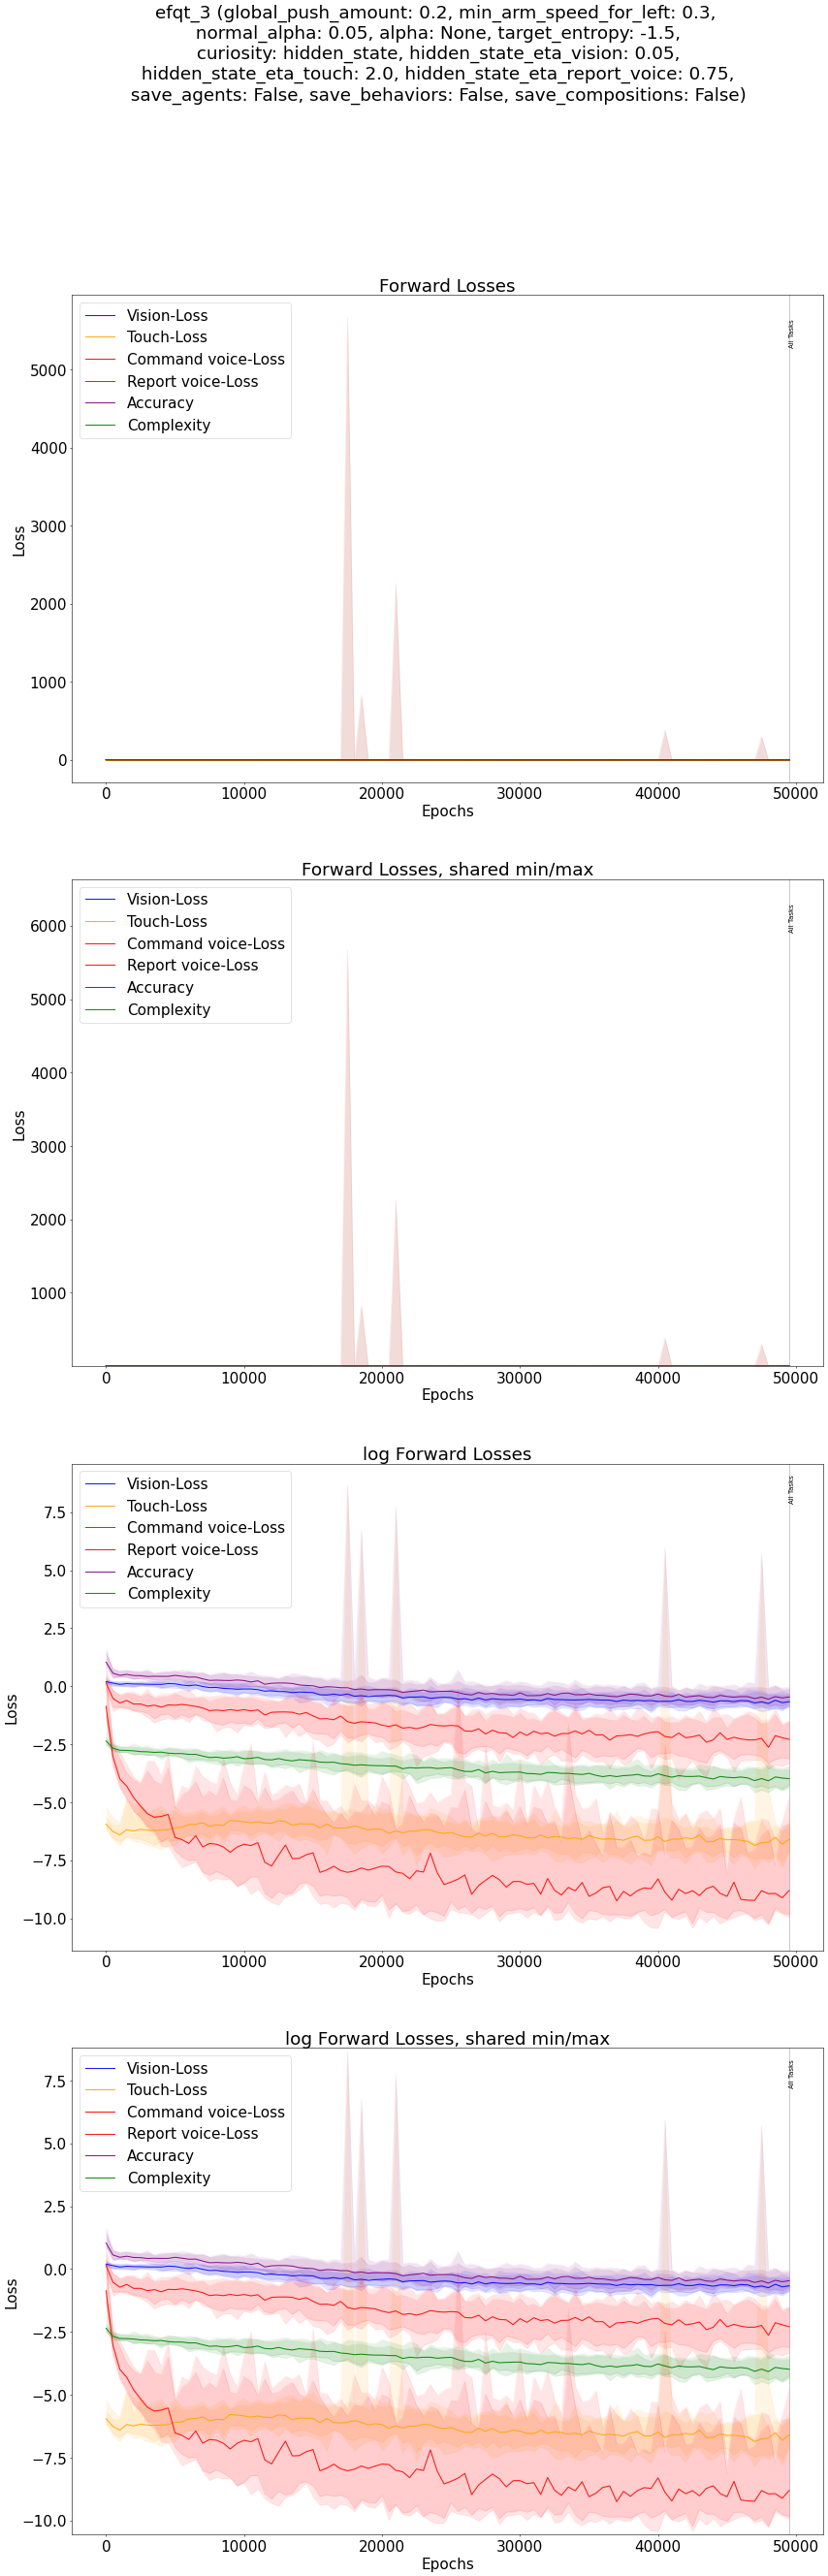 efqt_3 (global_push_amount: 0.2, min_arm_speed_for_left: 0.3,
normal_alpha: 0.05, alpha: None, target_entropy: -1.5,
curiosity: hidden_state, hidden_state_eta_vision: 0.05,
hidden_state_eta_touch: 2.0, hidden_state_eta_report_voice: 0.75,
save_agents: False, save_behaviors: False, save_compositions: False)
Forward Losses
Vision-Loss
Touch-Loss
Command voice-Loss
Report voice-Loss
Accuracy
Complexity
All Tasks
Loss
5000
4000
3000
2000
1000
0
0 10000 20000 30000 40000 50000
Epochs
Forward Losses, shared min/max
Vision-Loss
Touch-Loss
Command voice-Loss
Report voice-Loss
Accuracy
Complexity
All Tasks
Loss
6000
5000
4000
3000
2000
1000
0 10000 20000 30000 40000 50000
Epochs
log Forward Losses
Vision-Loss
Touch-Loss
Command voice-Loss
Report voice-Loss
Accuracy
Complexity
All Tasks
Loss
7.5
5.0
2.5
0.0
−2.5
−5.0
−7.5
−10.0
0 10000 20000 30000 40000 50000
Epochs
log Forward Losses, shared min/max
Vision-Loss
Touch-Loss
Command voice-Loss
Report voice-Loss
Accuracy
Complexity
All Tasks
Loss
7.5
5.0
2.5
0.0
−2.5
−5.0
−7.5
−10.0
0 10000 20000 30000 40000 50000
Epochs